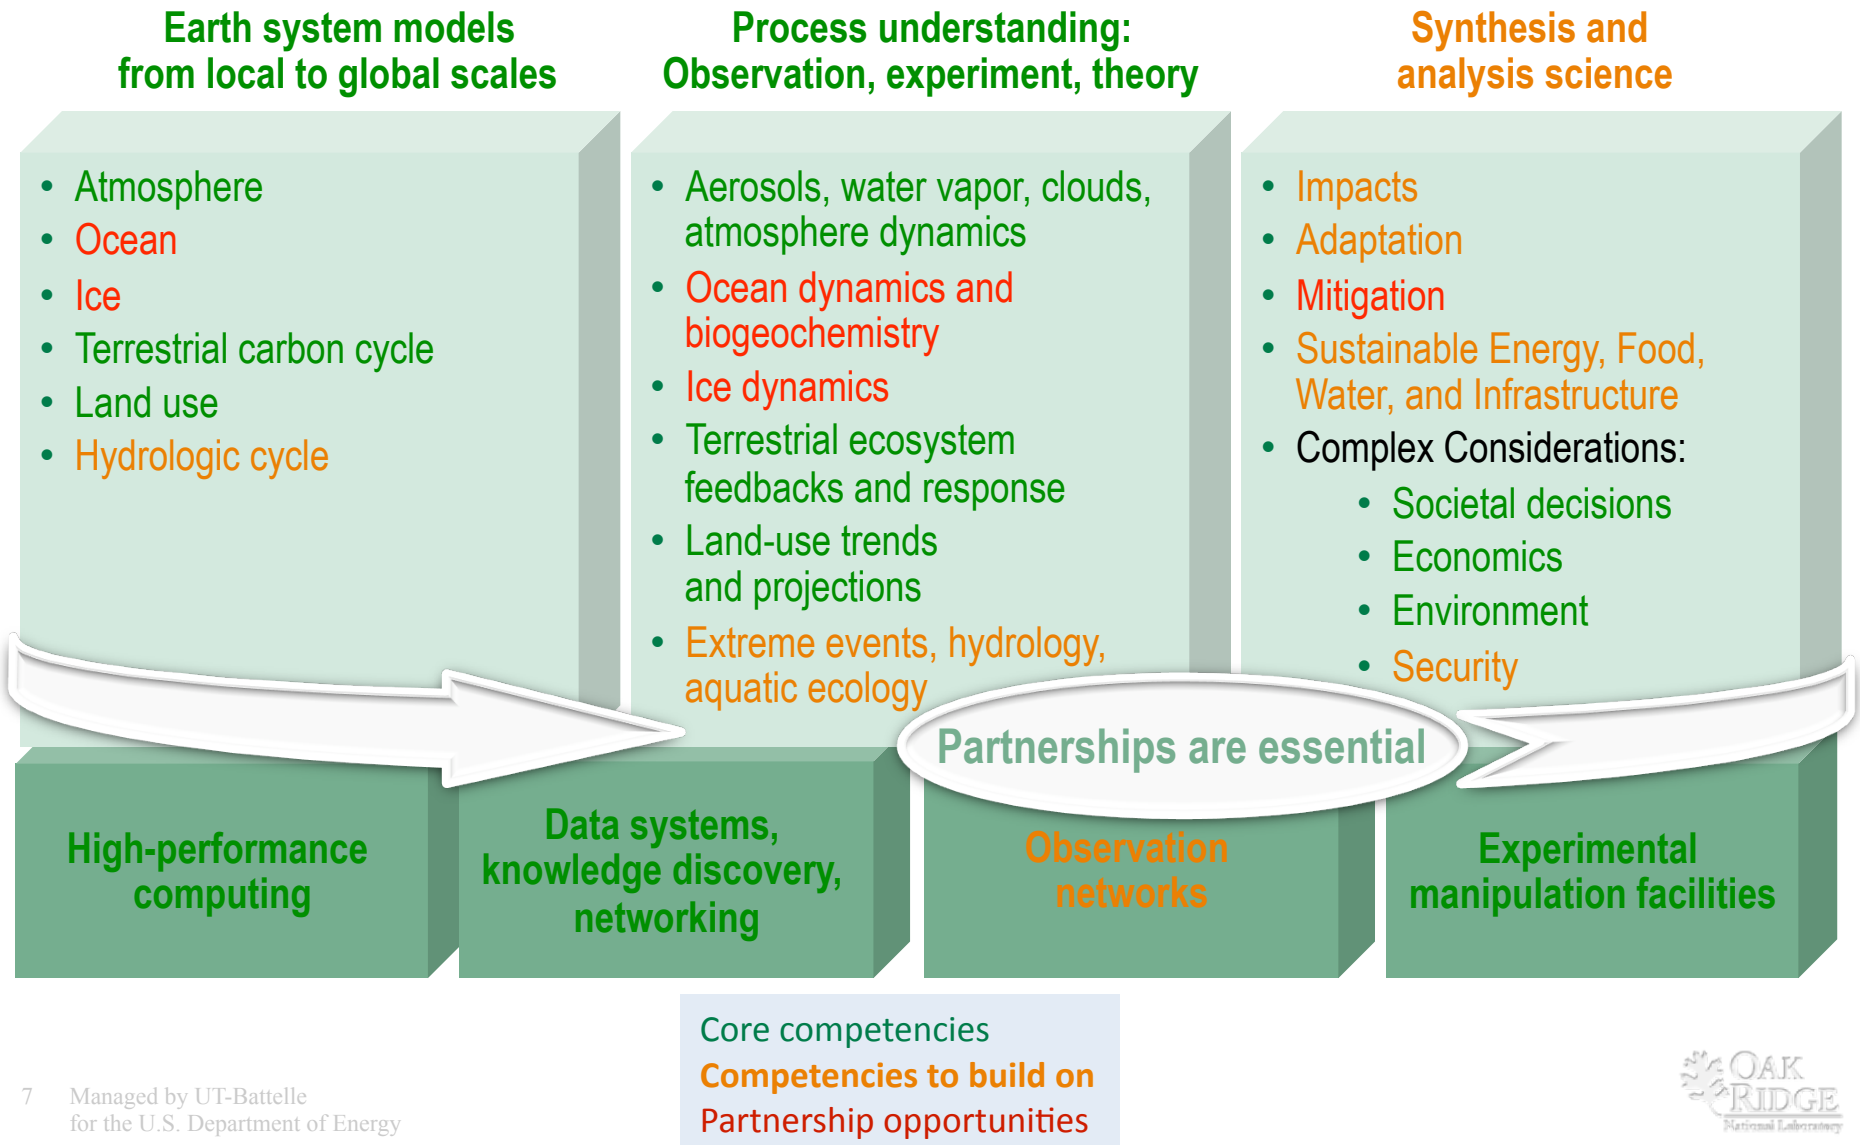 Earth system models
from local to global scales
• Atmosphere
• Ocean
• Ice
• Terrestrial carbon cycle
• Land use
• Hydrologic cycle
Process understanding:
Observation, experiment, theory
• Aerosols, water vapor, clouds,
atmosphere dynamics
• Ocean dynamics and
biogeochemistry
• Ice dynamics
• Terrestrial ecosystem
feedbacks and response
• Land-use trends
and projections
• Extreme events, hydrology,
aquatic ecology
Synthesis and
analysis science
• Impacts
• Adaptation
• Mitigation
• Sustainable Energy, Food,
Water, and Infrastructure
• Complex Considerations:
• Societal decisions
• Economics
• Environment
• Security
Partnerships are essential
High-performance
computing
Data systems,
knowledge discovery,
networking
Observation
networks
Experimental
manipulation facilities
Core competencies
Competencies to build on
Partnership opportunities
7 Managed by UT-Battelle
for the U.S. Department of Energy
OAK
RIDGE
National Laboratory